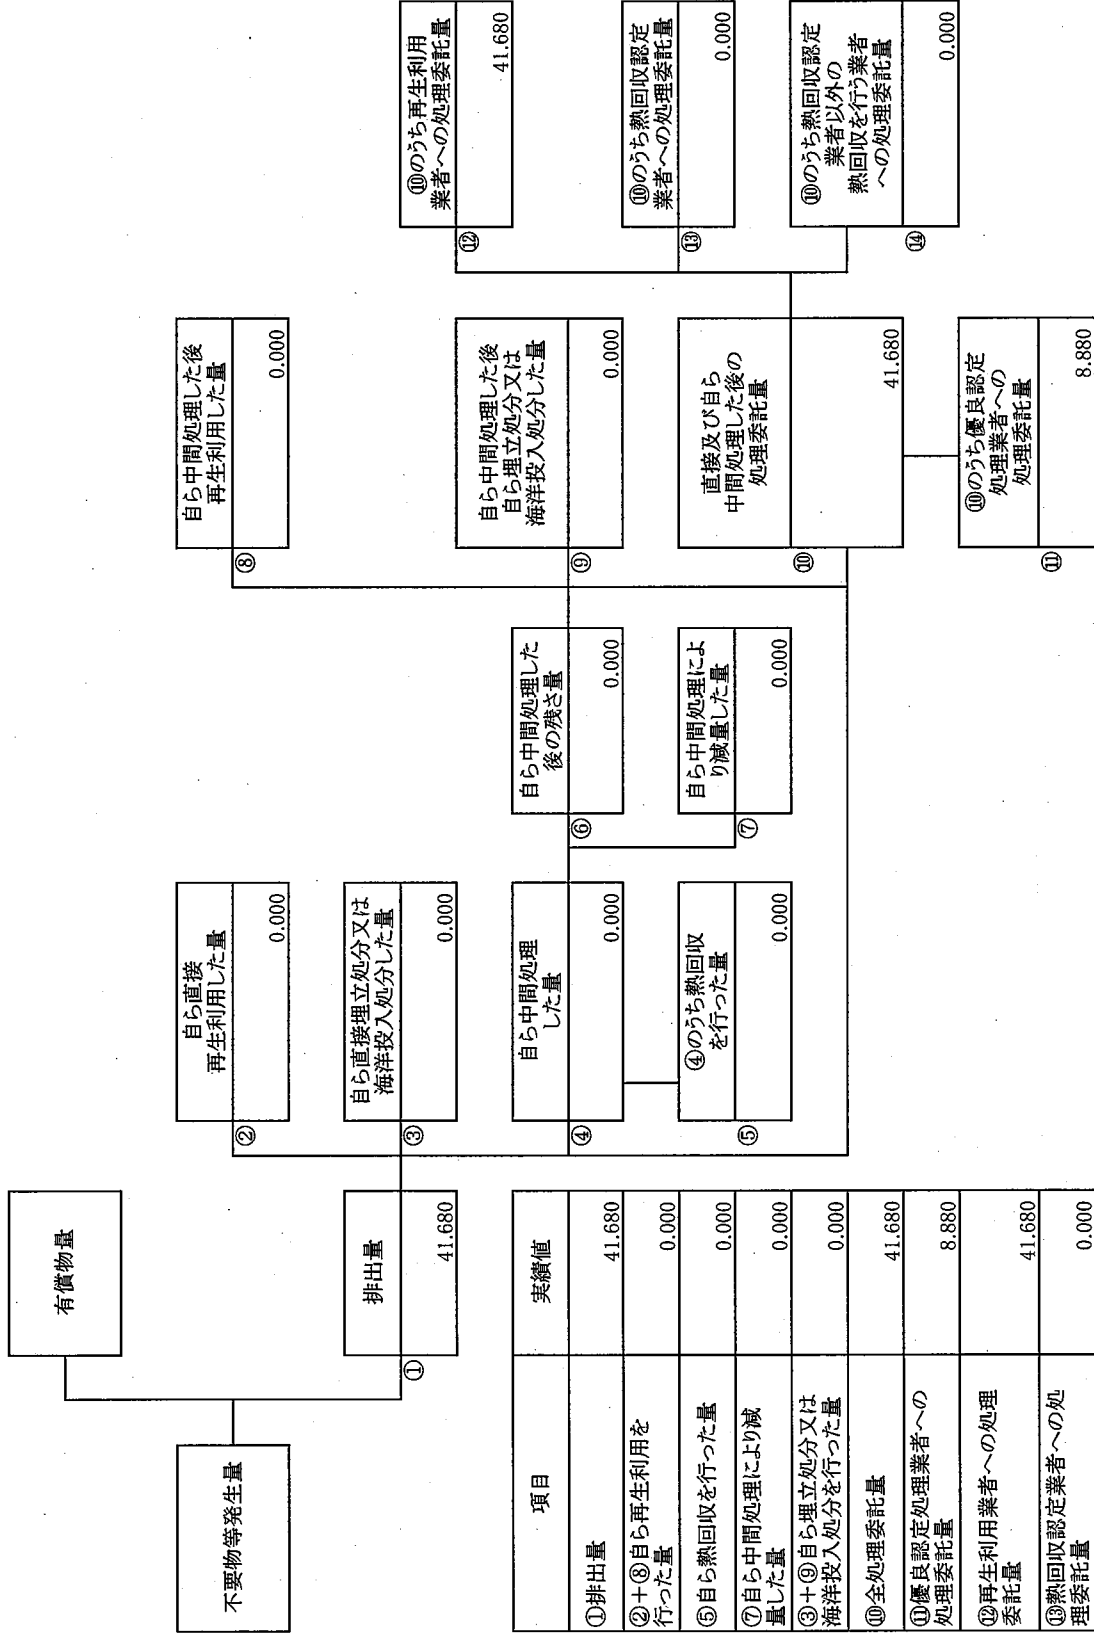 不要物等発生量
有償物量
排出量
①
41.680
自ら直接
再生利用した量
②
0.000
自ら直接埋立処分又は
海洋投入処分した量
③
0.000
自ら中間処理
した量
④
0.000
④のうち熱回収
を行った量
⑤
0.000
自ら中間処理した
後の残さ量
⑥
0.000
自ら中間処理によ
り減量した量
⑦
0.000
自ら中間処理した後
再生利用した量
⑧
0.000
自ら中間処理した後
自ら埋立処分又は
海洋投入処分した量
⑨
0.000
直接及び自ら
中間処理した後の
処理委託量
⑩
41.680
⑩のうち優良認定
処理業者への
処理委託量
⑪
8.880
⑩のうち再生利用
業者への処理委託量
⑫
41.680
⑩のうち熱回収認定
業者への処理委託量
⑬
0.000
⑩のうち熱回収認定
業者以外の
熱回収を行う業者
への処理委託量
⑭
0.000
項目 実績値
①排出量 41.680
②+⑧自ら再生利用を
行った量 0.000
⑤自ら熱回収を行った量 0.000
⑦自ら中間処理により減
量した量 0.000
③+⑨自ら埋立処分又は
海洋投入処分を行った量 0.000
⑩全処理委託量 41.680
⑪優良認定処理業者への
処理委託量 8.880
⑫再生利用業者への処理
委託量 41.680
⑬熱回収認定業者への処
理委託量 0.000